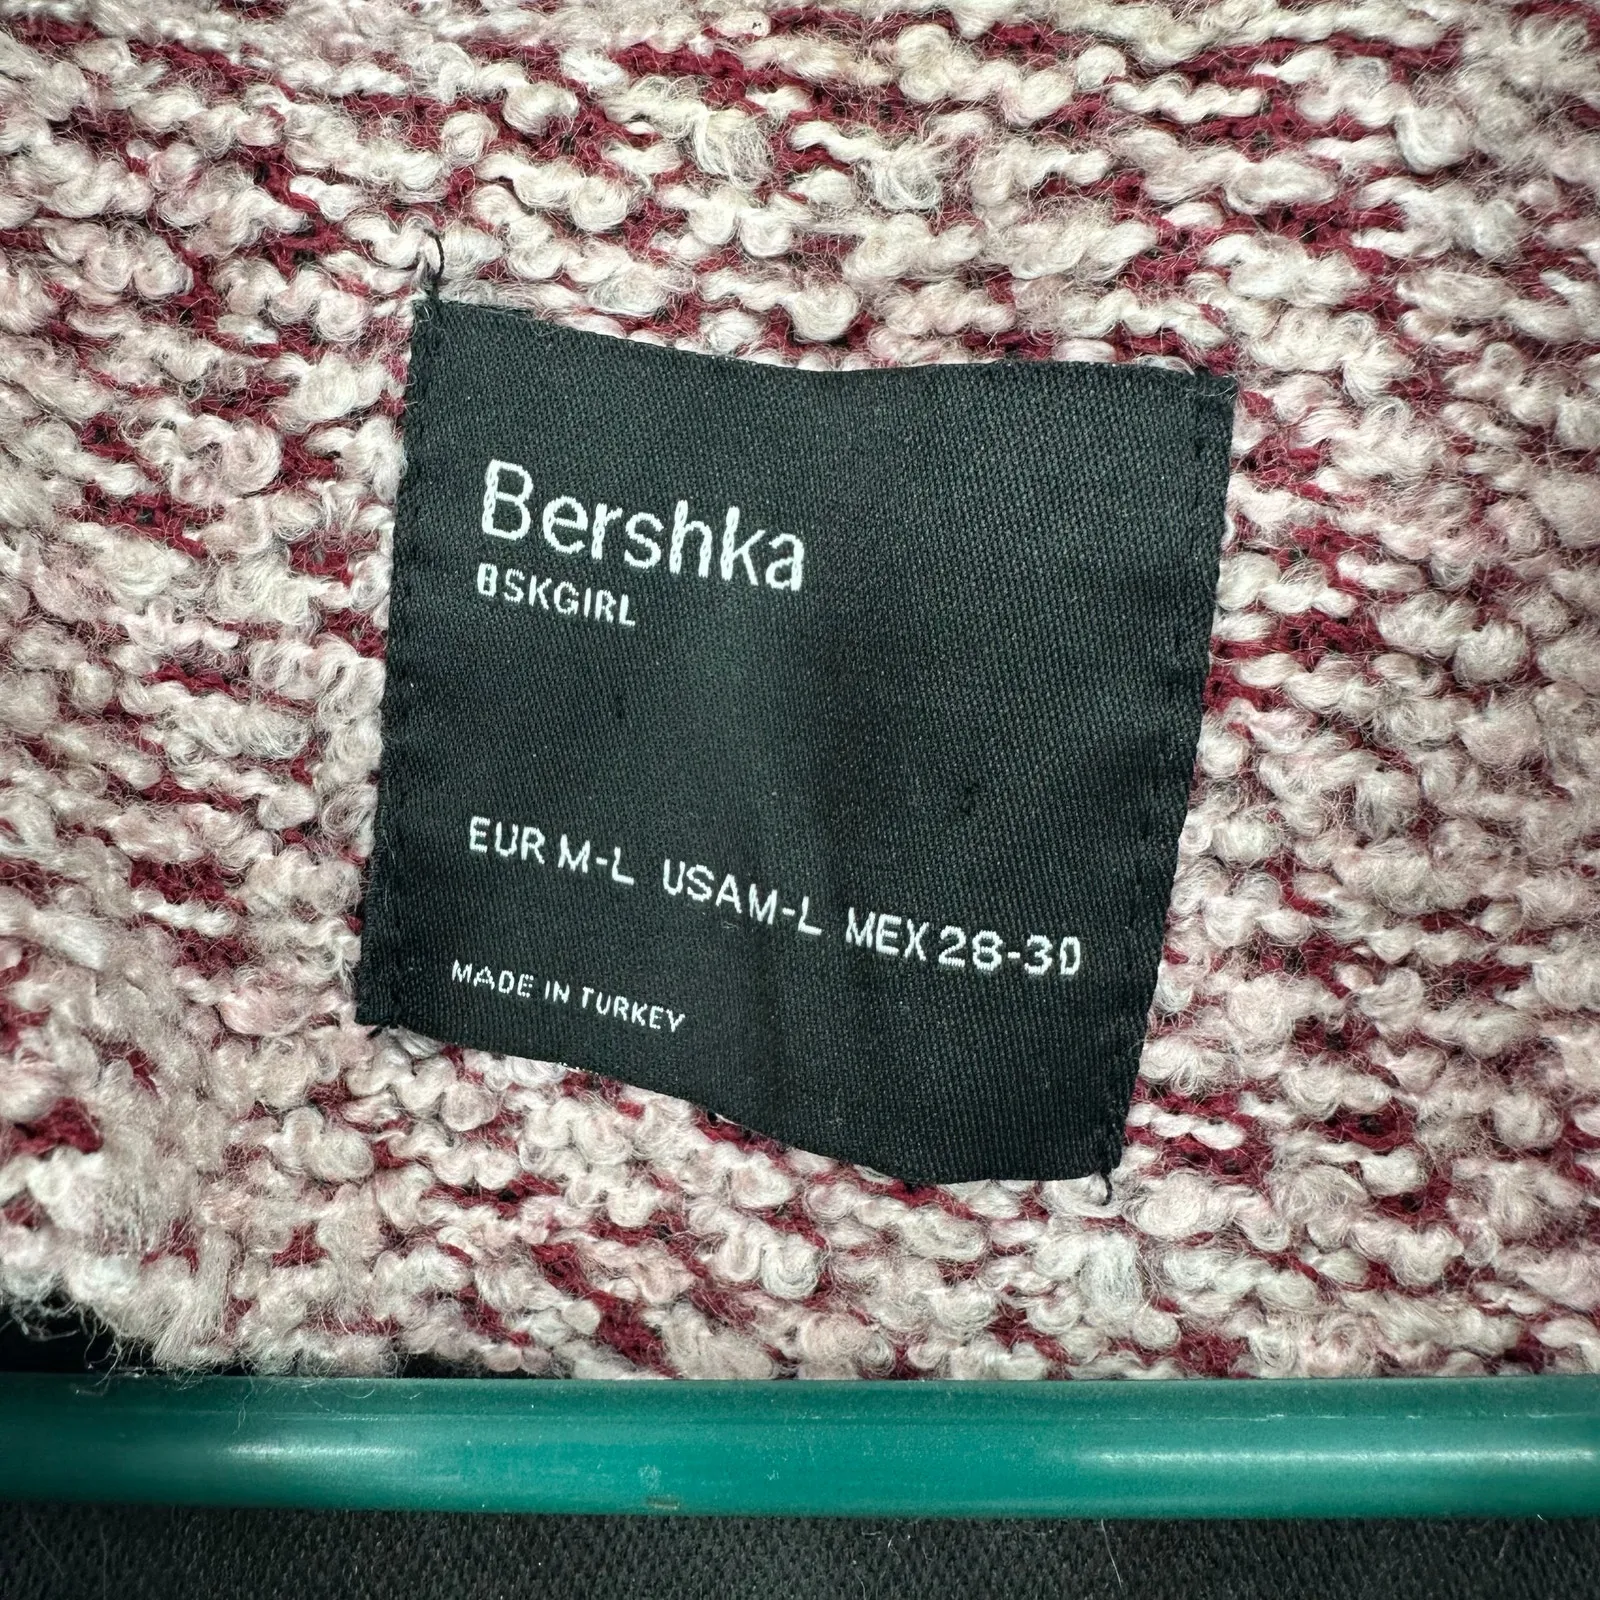 Bershka
BSKGIRL
EUR M-L USA M-L MEX 28-30
MADE IN TURKEY